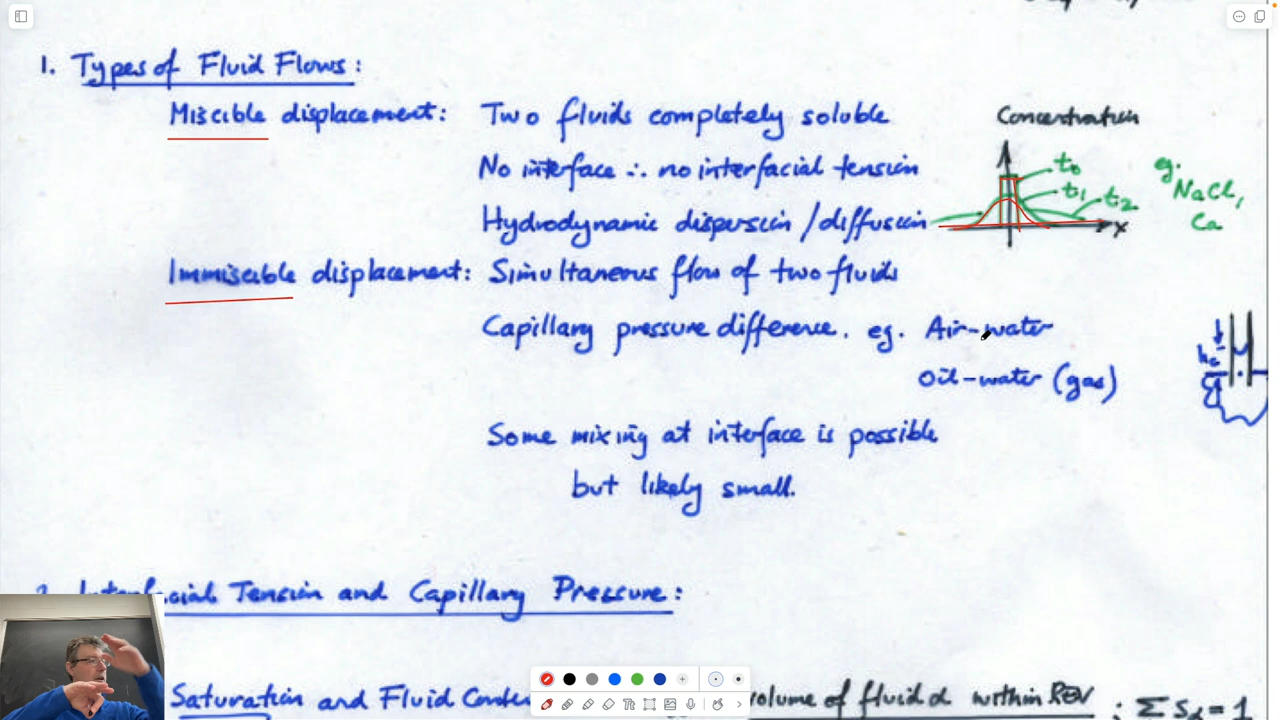 1. Types of Fluid Flows:
Miscible displacement: Two fluids completely soluble
No interface ∴ no interfacial tension
Hydrodynamic dispersion / diffusion
Concentration
t₀
t₁
t₂
x
eg. NaCl,
Ca
Immiscible displacement: Simultaneous flow of two fluids
Capillary pressure difference. eg. Air-water
Oil-water (gas)
hc
Some mixing at interface is possible
but likely small.
Interfacial Tension and Capillary Pressure:
Saturation and Fluid
volume of fluid α within REV ; Σ Sα = 1